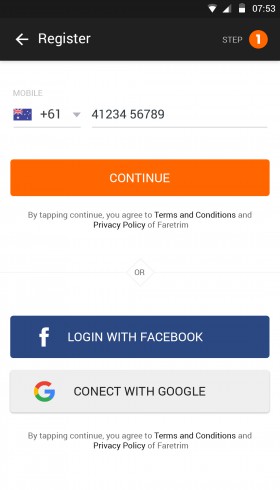 07:53
Register
STEP 1
MOBILE
+61 41234 56789
CONTINUE
By tapping continue, you agree to Terms and Conditions and
Privacy Policy of Faretrim
OR
f LOGIN WITH FACEBOOK
G CONECT WITH GOOGLE
By tapping continue, you agree to Terms and Conditions and
Privacy Policy of Faretrim